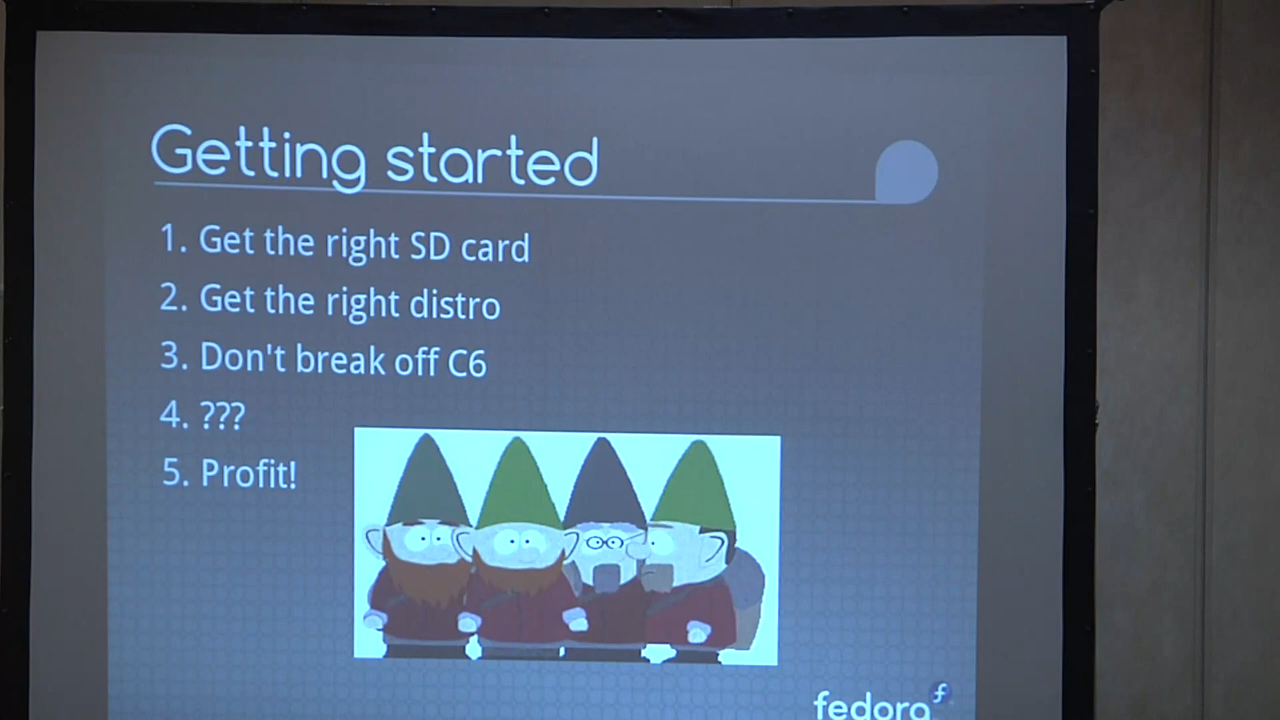 Getting started
1. Get the right SD card
2. Get the right distro
3. Don't break off C6
4. ???
5. Profit!
fedora